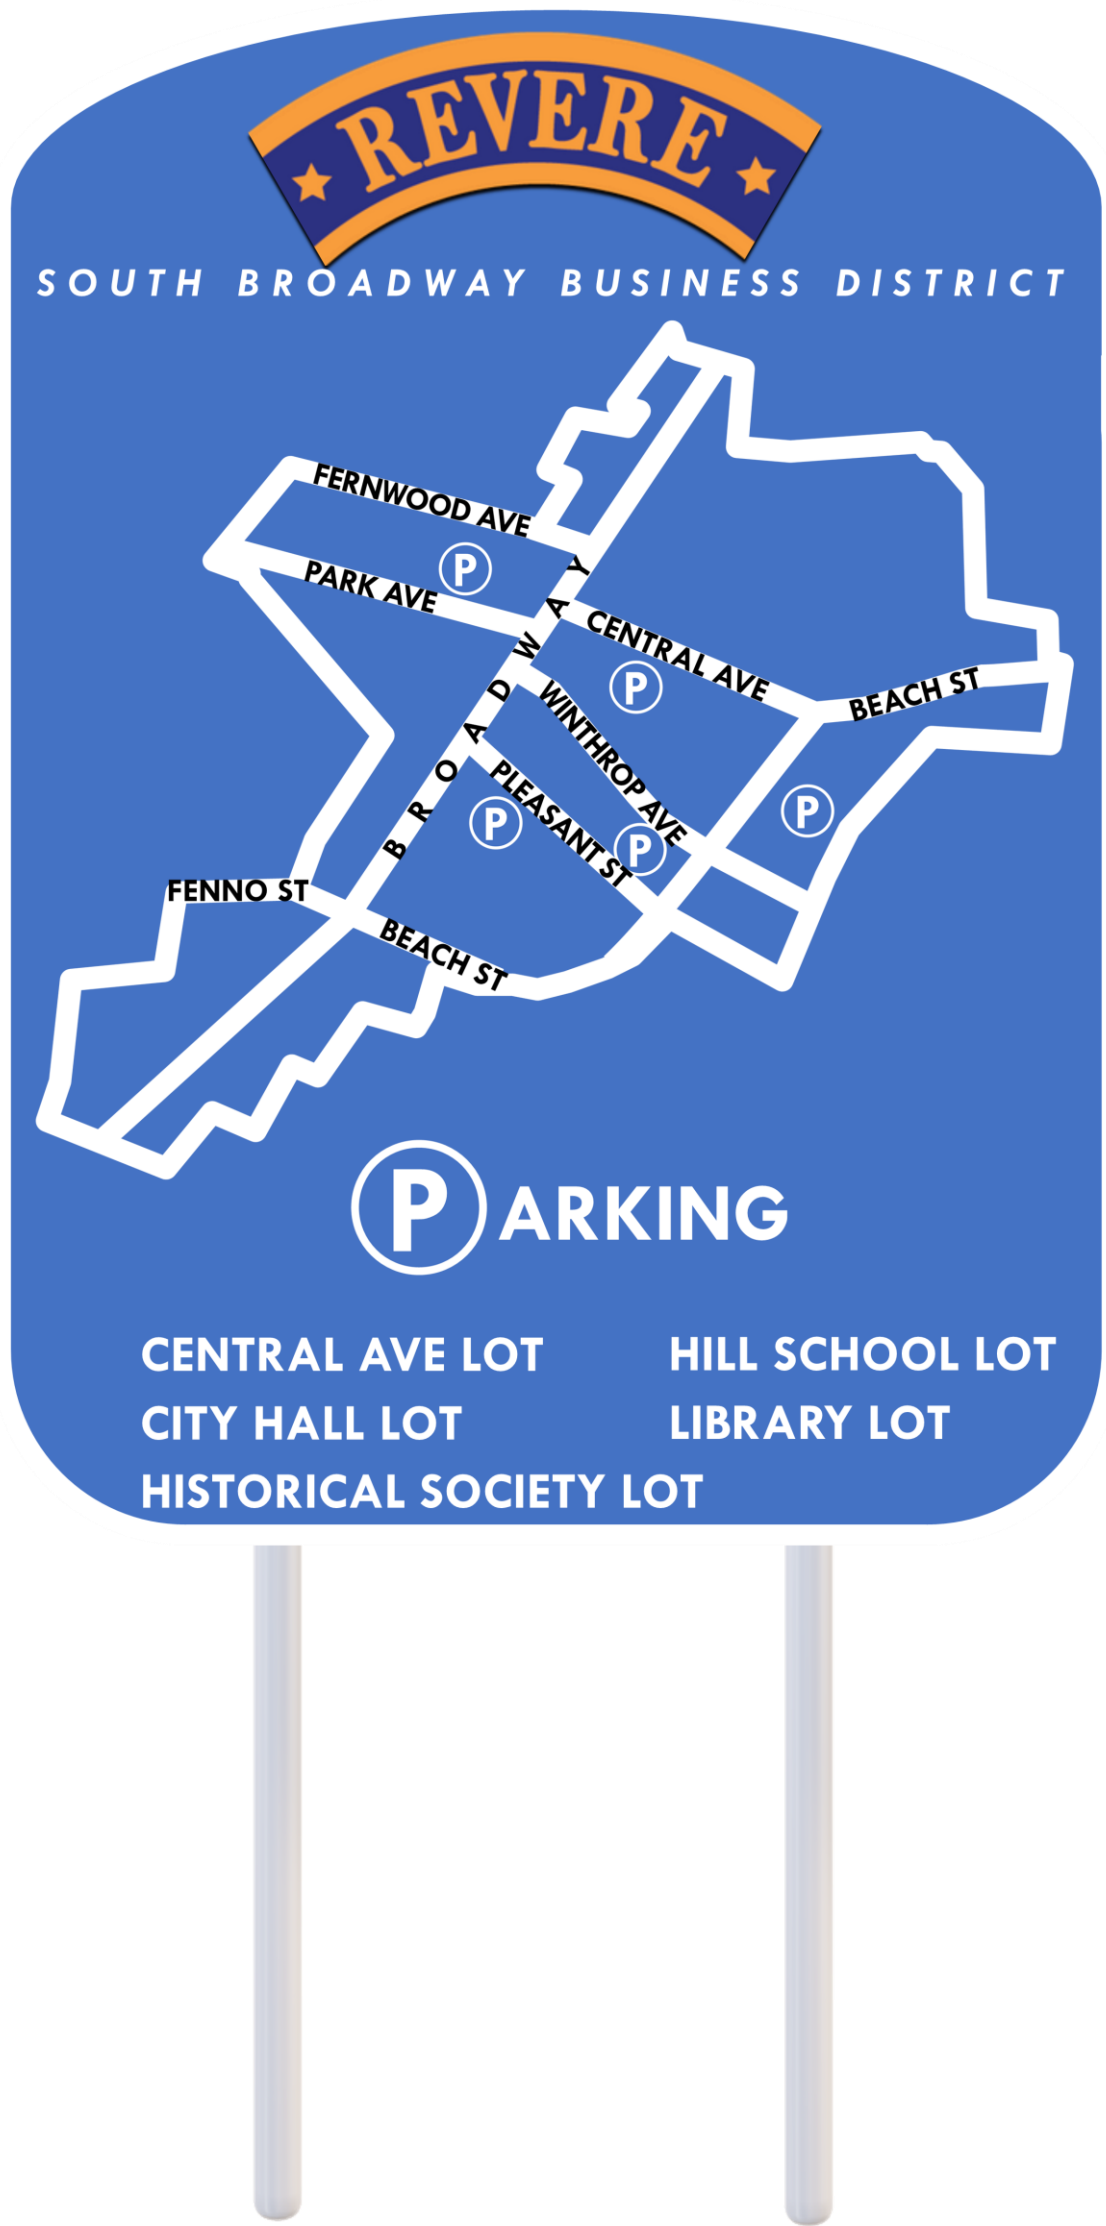 REVERE
SOUTH BROADWAY BUSINESS DISTRICT
FERNWOOD AVE
P
PARK AVE
BROADWAY
CENTRAL AVE
P
BEACH ST
WINTHROP AVE
PLEASANT ST
P
P
P
FENNO ST
BEACH ST
PARKING
CENTRAL AVE LOT
HILL SCHOOL LOT
CITY HALL LOT
LIBRARY LOT
HISTORICAL SOCIETY LOT